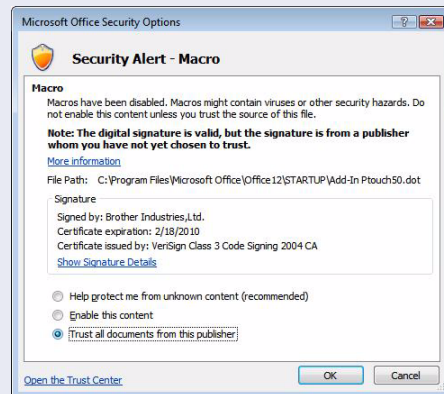 Microsoft Office Security Options
Security Alert - Macro
Macro
Macros have been disabled. Macros might contain viruses or other security hazards. Do
not enable this content unless you trust the source of this file.
Note: The digital signature is valid, but the signature is from a publisher
whom you have not yet chosen to trust.
More information
File Path: C:\Program Files\Microsoft Office\Office12\STARTUP\Add-In Ptouch50.dot
Signature
Signed by: Brother Industries,Ltd.
Certificate expiration: 2/18/2010
Certificate issued by: VeriSign Class 3 Code Signing 2004 CA
Show Signature Details
Help protect me from unknown content (recommended)
Enable this content
Trust all documents from this publisher
Open the Trust Center
OK
Cancel